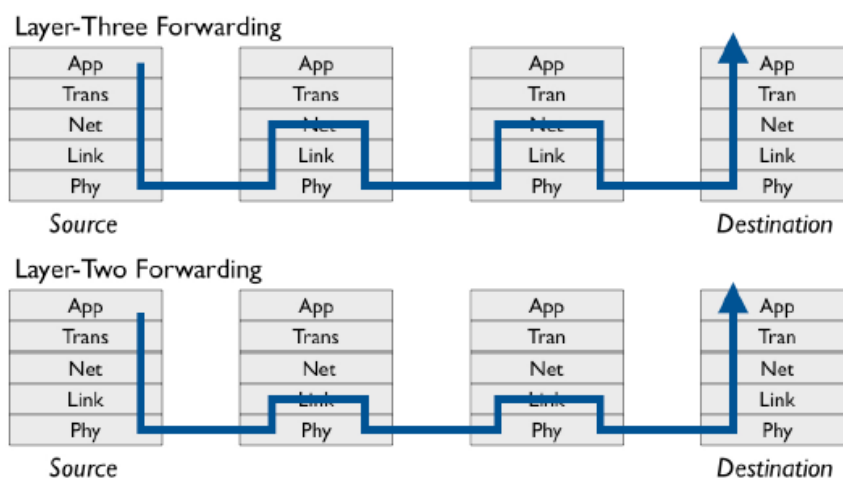 Layer-Three Forwarding
App App App App
Trans Trans Tran Tran
Net Net Net Net
Link Link Link Link
Phy Phy Phy Phy
Source Destination
Layer-Two Forwarding
App App App App
Trans Trans Tran Tran
Net Net Net Net
Link Link Link Link
Phy Phy Phy Phy
Source Destination